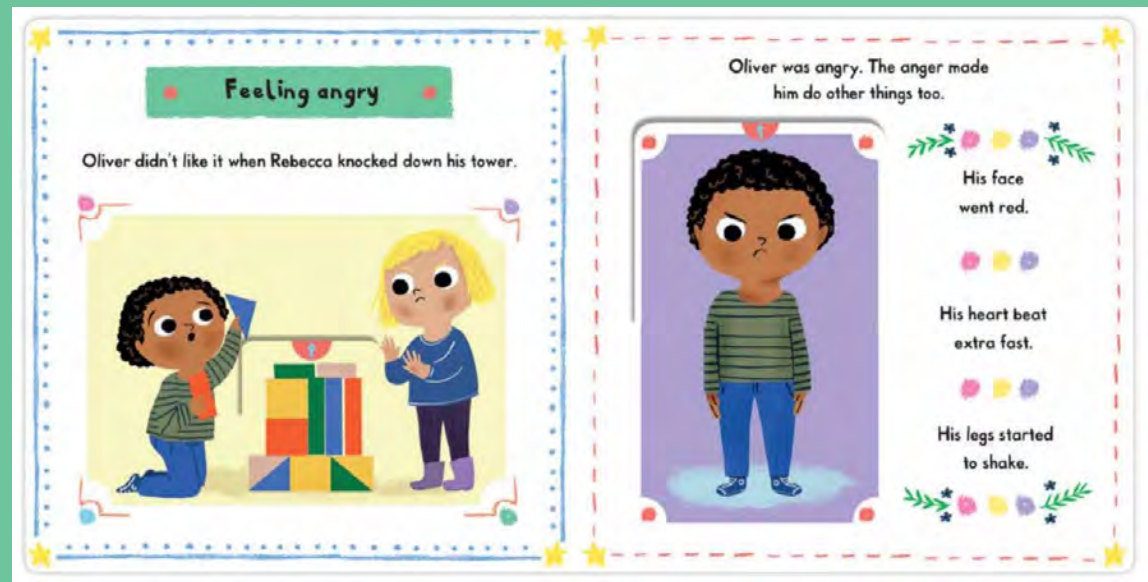 Feeling angry
Oliver didn't like it when Rebecca knocked down his tower.
Oliver was angry. The anger made
him do other things too.
His face
went red.
His heart beat
extra fast.
His legs started
to shake.